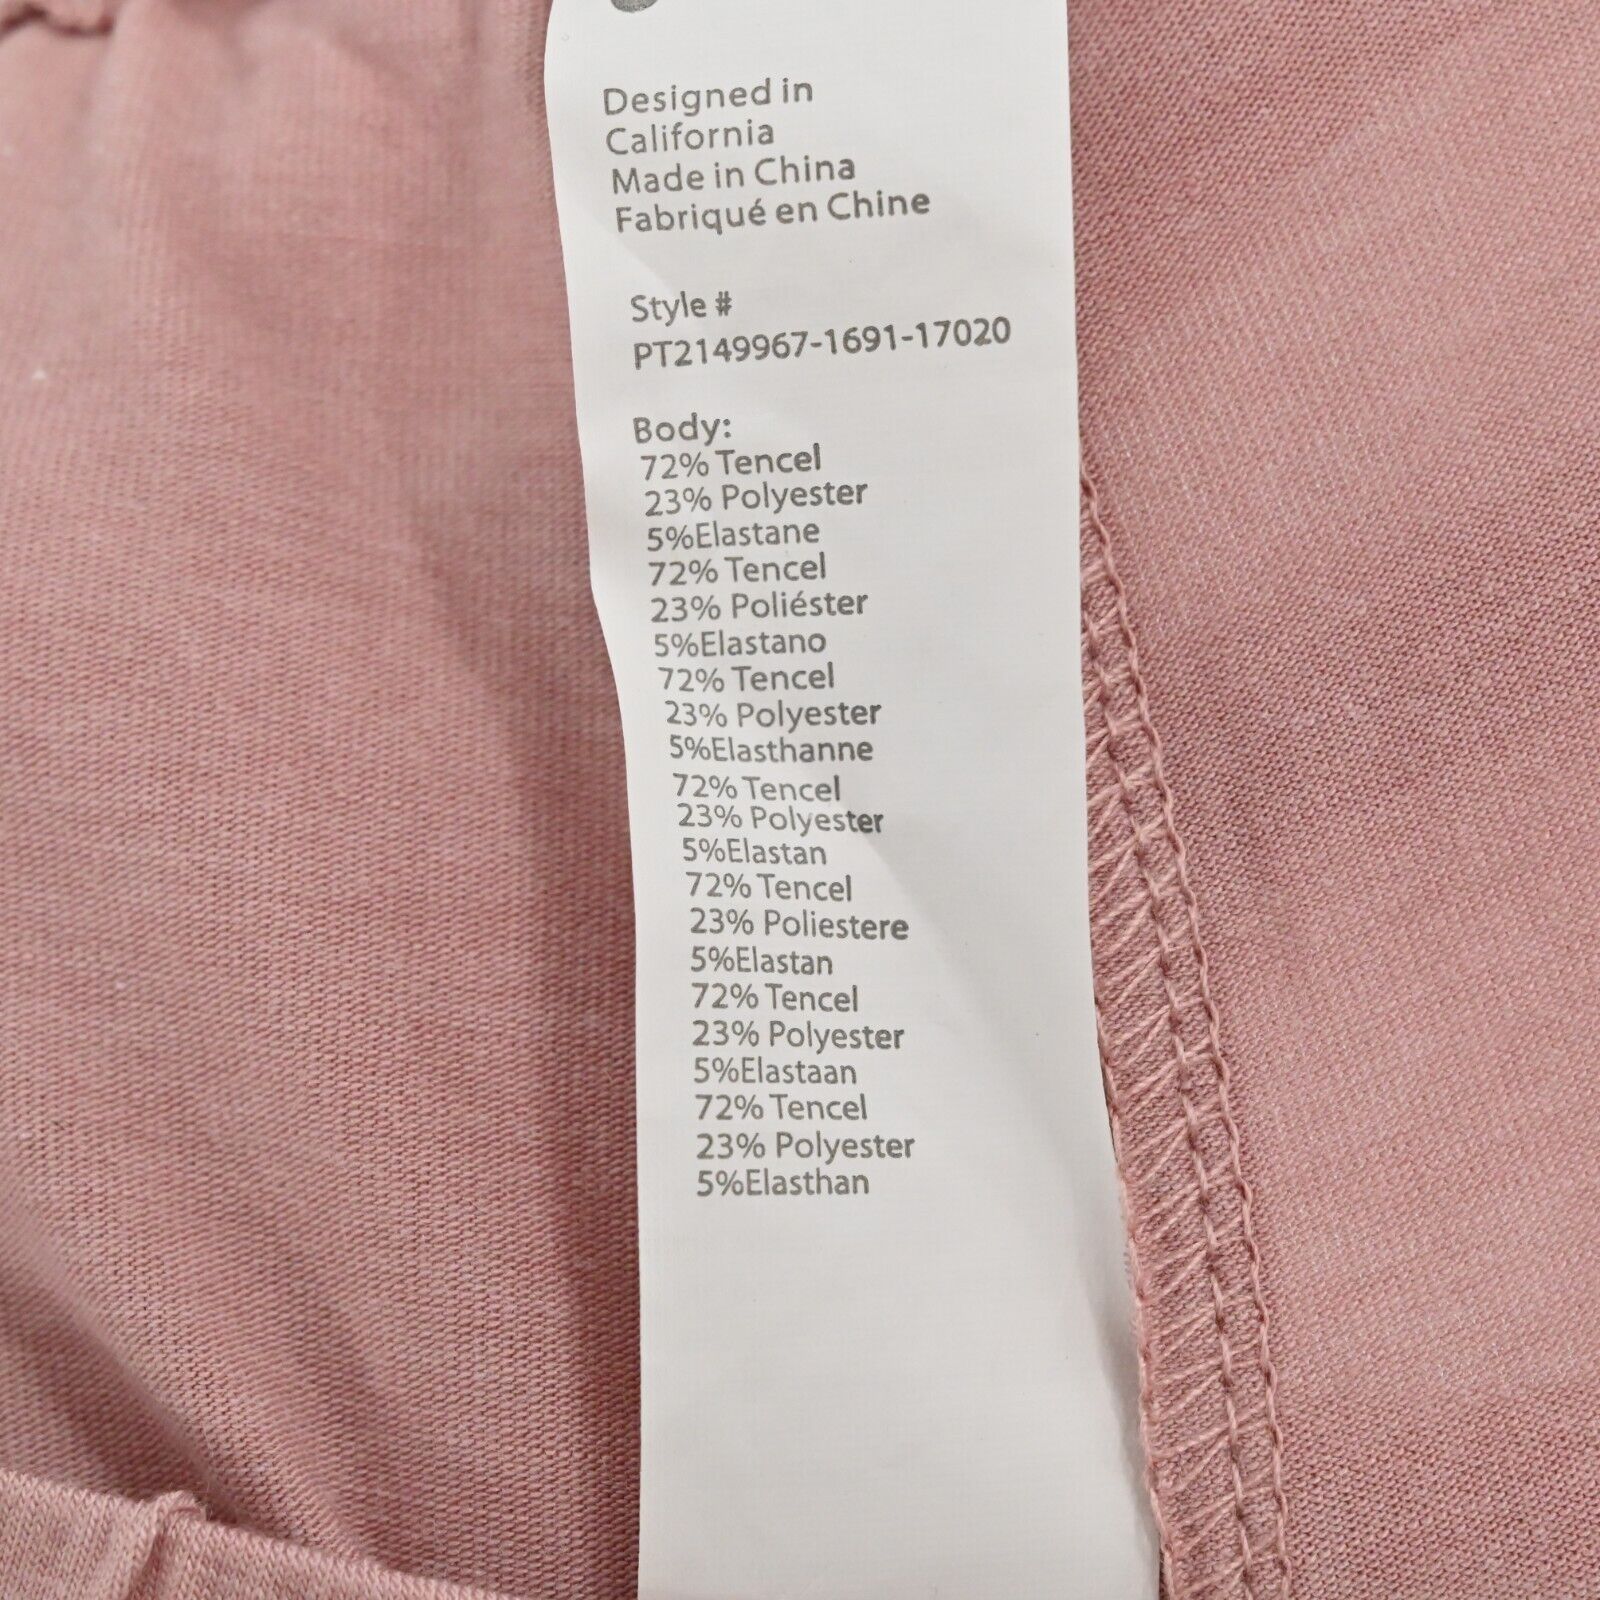 Designed in
California
Made in China
Fabriqué en Chine
Style #
PT2149967-1691-17020
Body:
72% Tencel
23% Polyester
5%Elastane
72% Tencel
23% Poliéster
5%Elastano
72% Tencel
23% Polyester
5%Elasthanne
72% Tencel
23% Polyester
5%Elastan
72% Tencel
23% Poliestere
5%Elastan
72% Tencel
23% Polyester
5%Elastaan
72% Tencel
23% Polyester
5%Elasthan